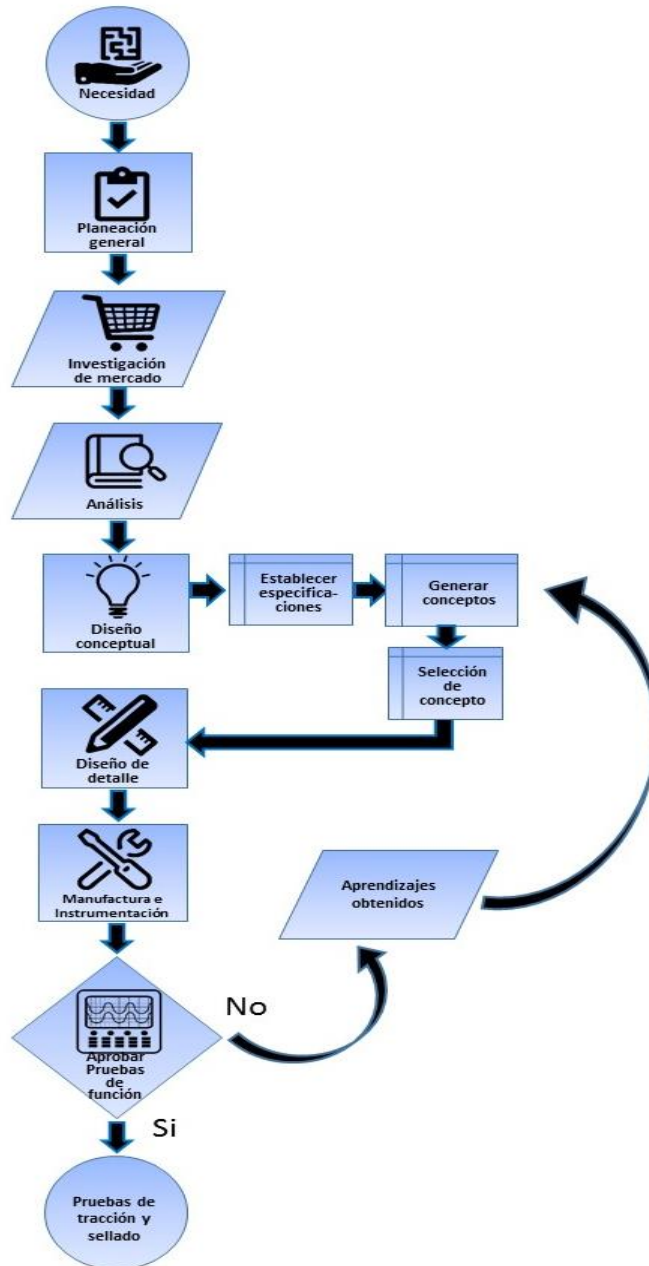 Necesidad
Planeación
general
Investigación
de mercado
Análisis
Diseño
conceptual
Establecer
especifica-
ciones
Generar
conceptos
Selección
de
concepto
Diseño de
detalle
Manufactura e
Instrumentación
Aprendizajes
obtenidos
No
Aprobar
Pruebas
de
función
Si
Pruebas de
tracción y
sellado